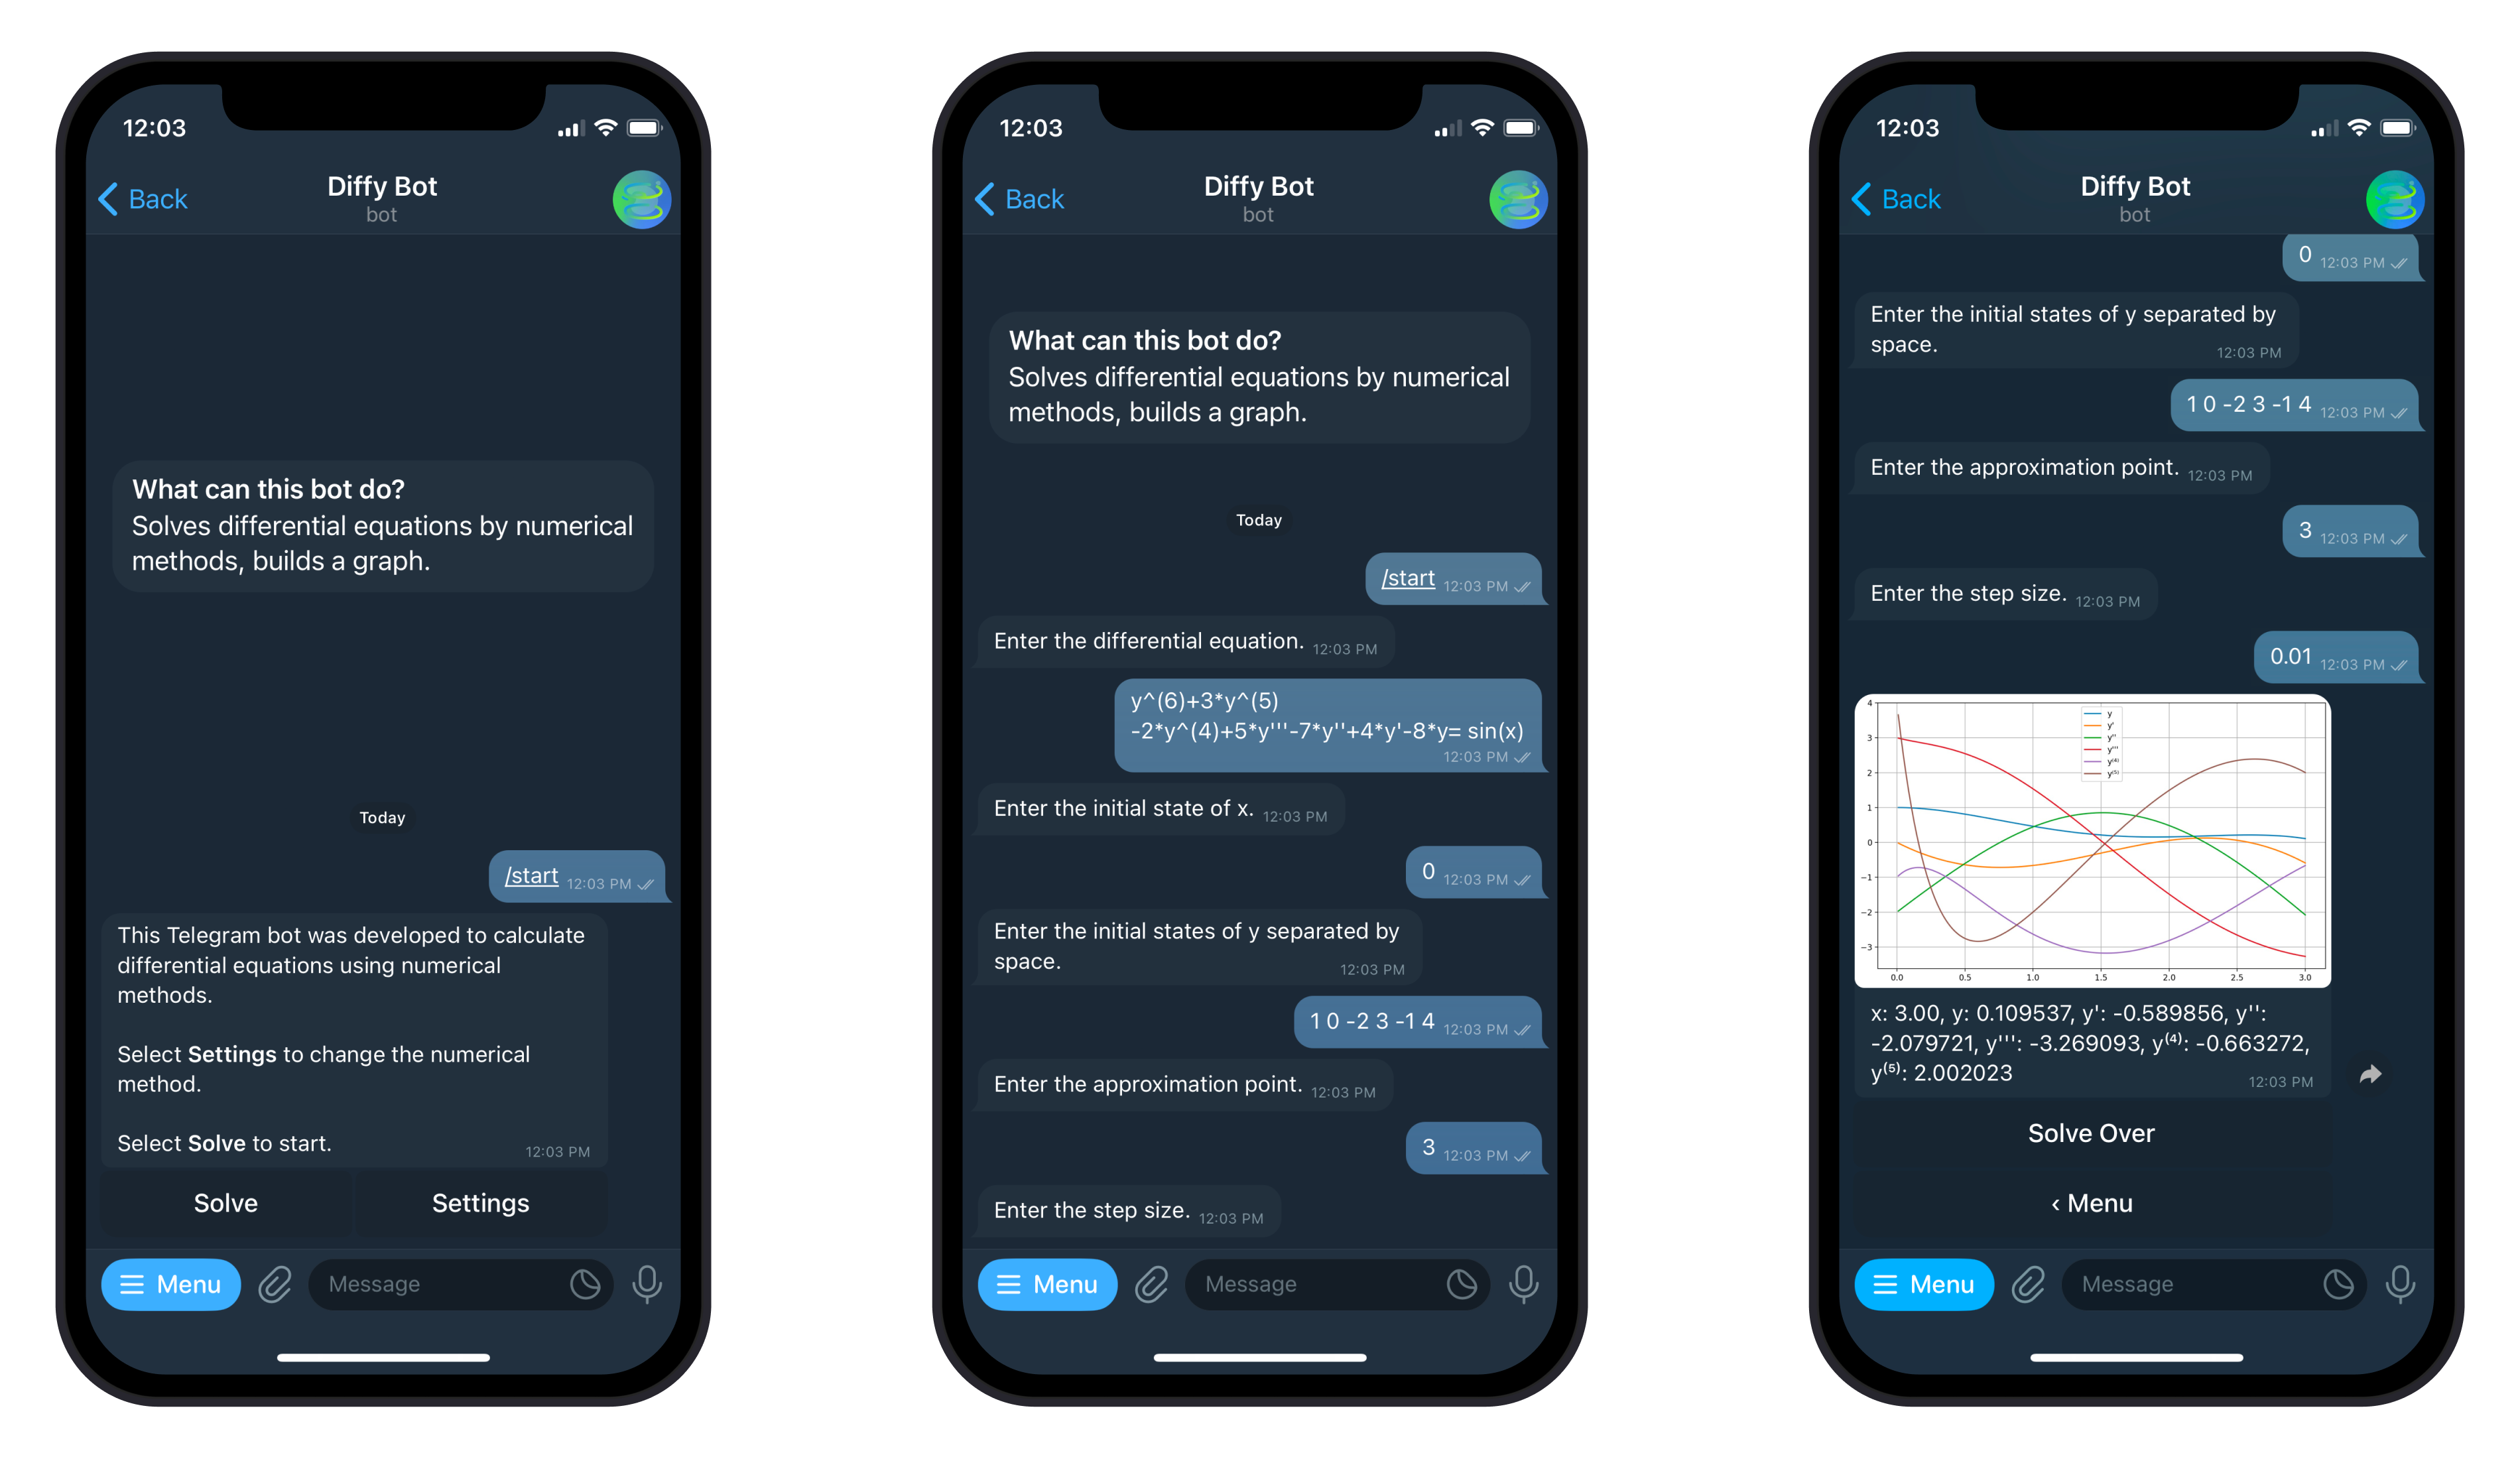 12:03
Back
Diffy Bot
bot
What can this bot do?
Solves differential equations by numerical
methods, builds a graph.
Today
/start 12:03 PM
This Telegram bot was developed to calculate
differential equations using numerical
methods.
Select Settings to change the numerical
method.
Select Solve to start.
12:03 PM
Solve
Settings
Menu
Message
12:03
Back
Diffy Bot
bot
What can this bot do?
Solves differential equations by numerical
methods, builds a graph.
Today
/start 12:03 PM
Enter the differential equation. 12:03 PM
y^(6)+3*y^(5)
-2*y^(4)+5*y'''-7*y''+4*y'-8*y= sin(x)
12:03 PM
Enter the initial state of x. 12:03 PM
0 12:03 PM
Enter the initial states of y separated by
space. 12:03 PM
1 0 -2 3 -1 4 12:03 PM
Enter the approximation point. 12:03 PM
3 12:03 PM
Enter the step size. 12:03 PM
Menu
Message
12:03
Back
Diffy Bot
bot
0 12:03 PM
Enter the initial states of y separated by
space. 12:03 PM
1 0 -2 3 -1 4 12:03 PM
Enter the approximation point. 12:03 PM
3 12:03 PM
Enter the step size. 12:03 PM
0.01 12:03 PM
4
3
2
1
0
−1
−2
−3
y
y'
y''
y'''
y⁽⁴⁾
y⁽⁵⁾
0.0 0.5 1.0 1.5 2.0 2.5 3.0
x: 3.00, y: 0.109537, y': -0.589856, y'':
-2.079721, y''': -3.269093, y⁽⁴⁾: -0.663272,
y⁽⁵⁾: 2.002023 12:03 PM
Solve Over
‹ Menu
Menu
Message